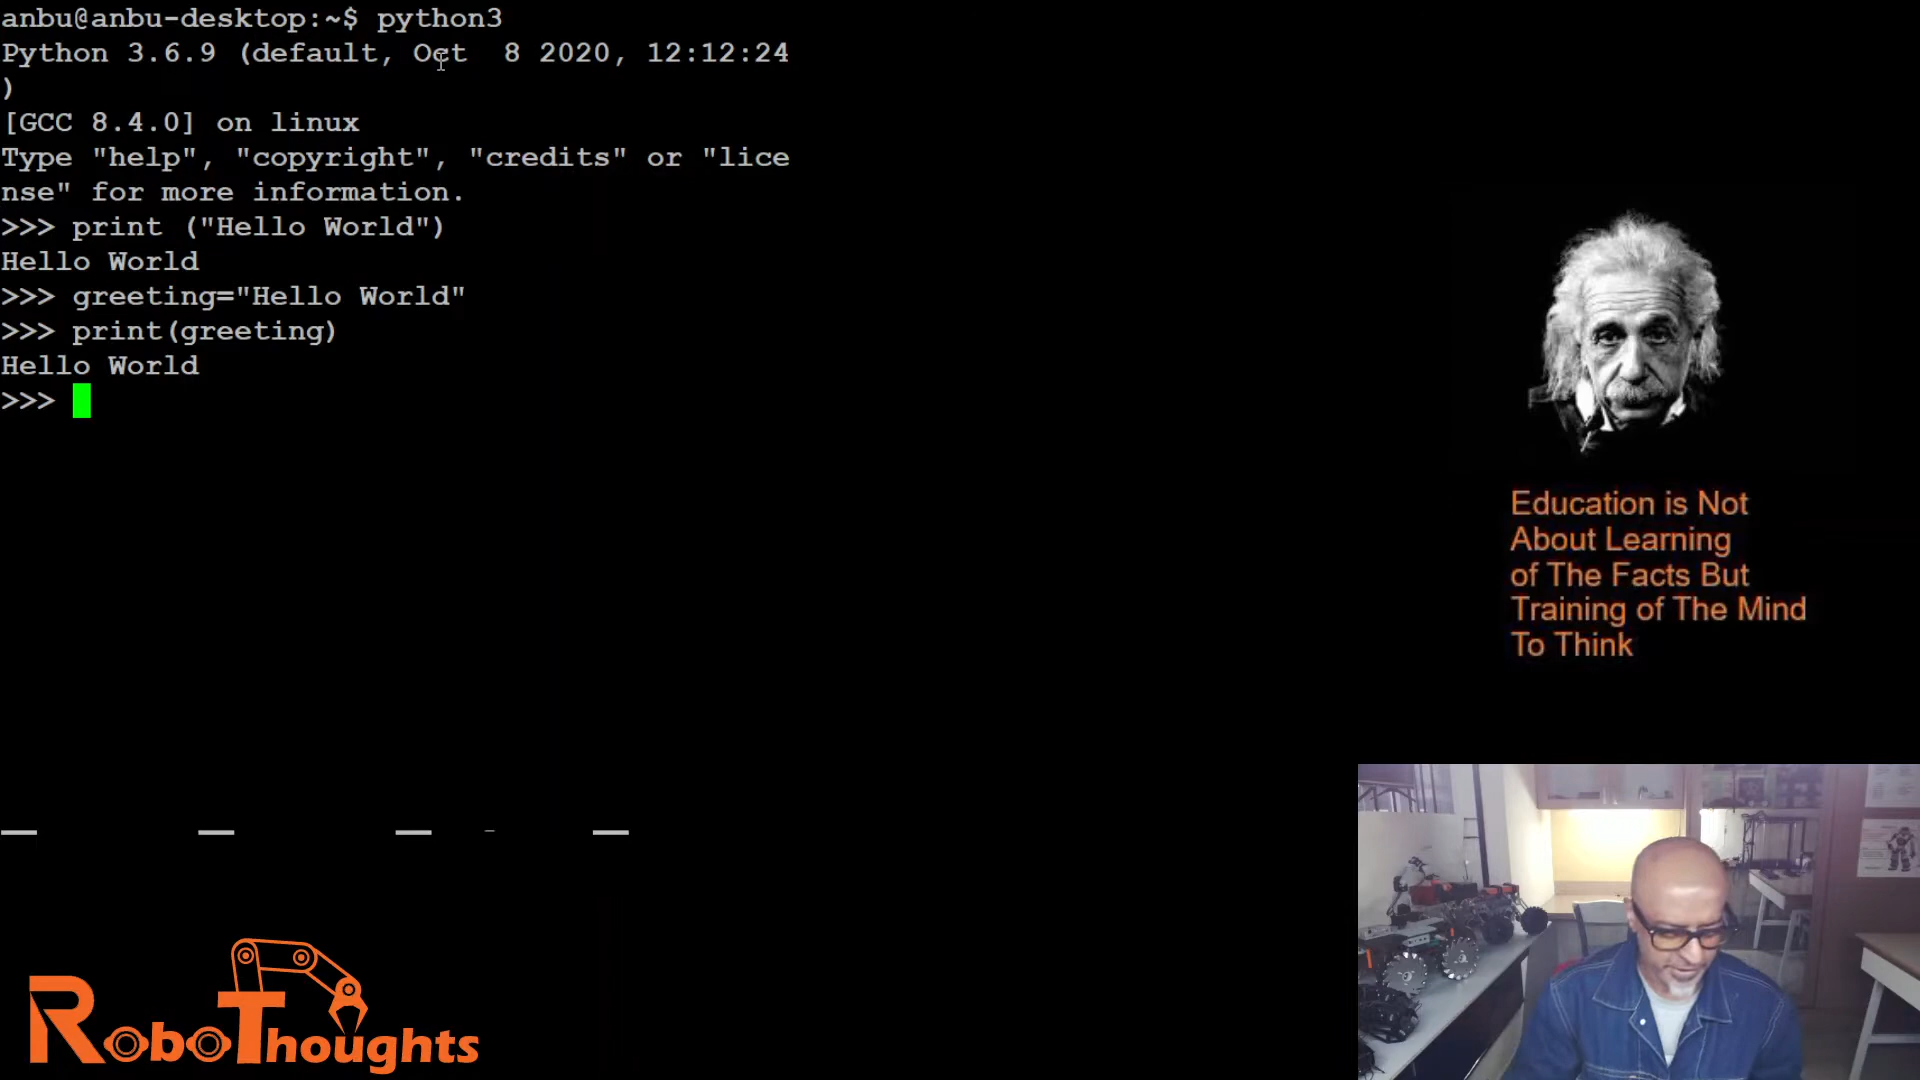 anbu@anbu-desktop:~$ python3
Python 3.6.9 (default, Oct  8 2020, 12:12:24
)
[GCC 8.4.0] on linux
Type "help", "copyright", "credits" or "lice
nse" for more information.
>>> print ("Hello World")
Hello World
>>> greeting="Hello World"
>>> print(greeting)
Hello World
>>>
Education is Not
About Learning
of The Facts But
Training of The Mind
To Think
RoboThoughts